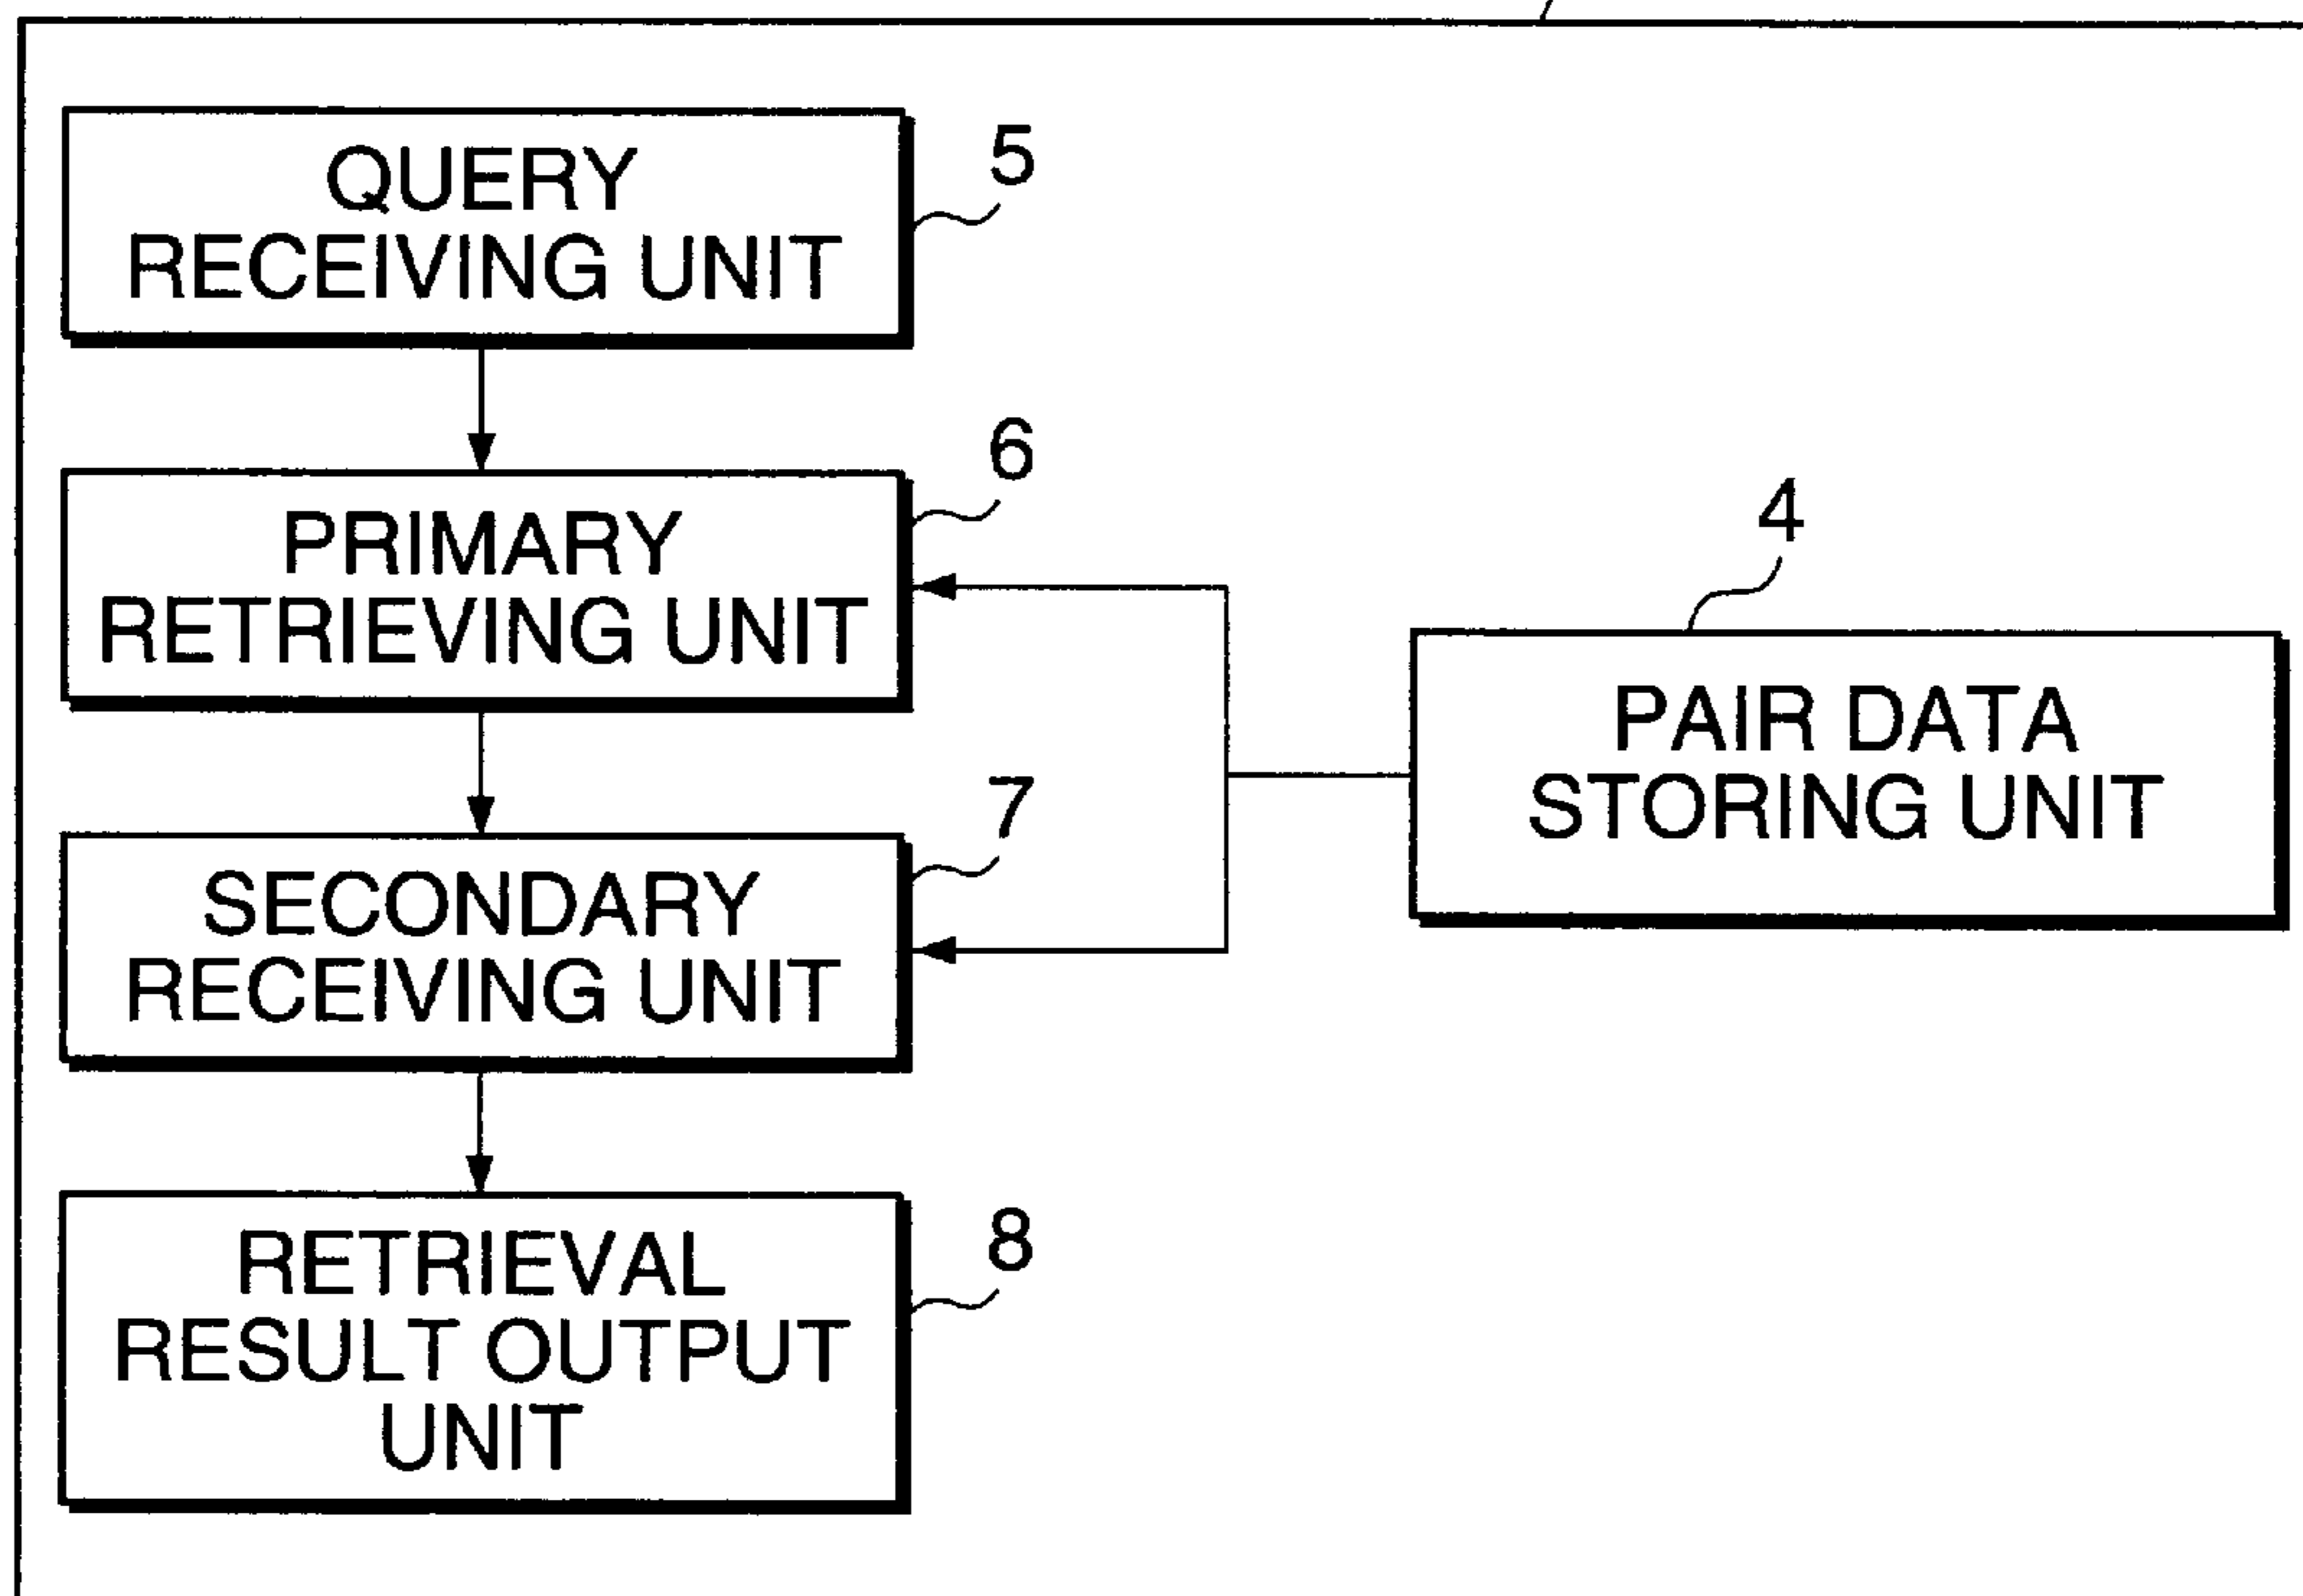 QUERY
RECEIVING UNIT
5
PRIMARY
RETRIEVING UNIT
6
4
PAIR DATA
STORING UNIT
SECONDARY
RECEIVING UNIT
7
RETRIEVAL
RESULT OUTPUT
UNIT
8